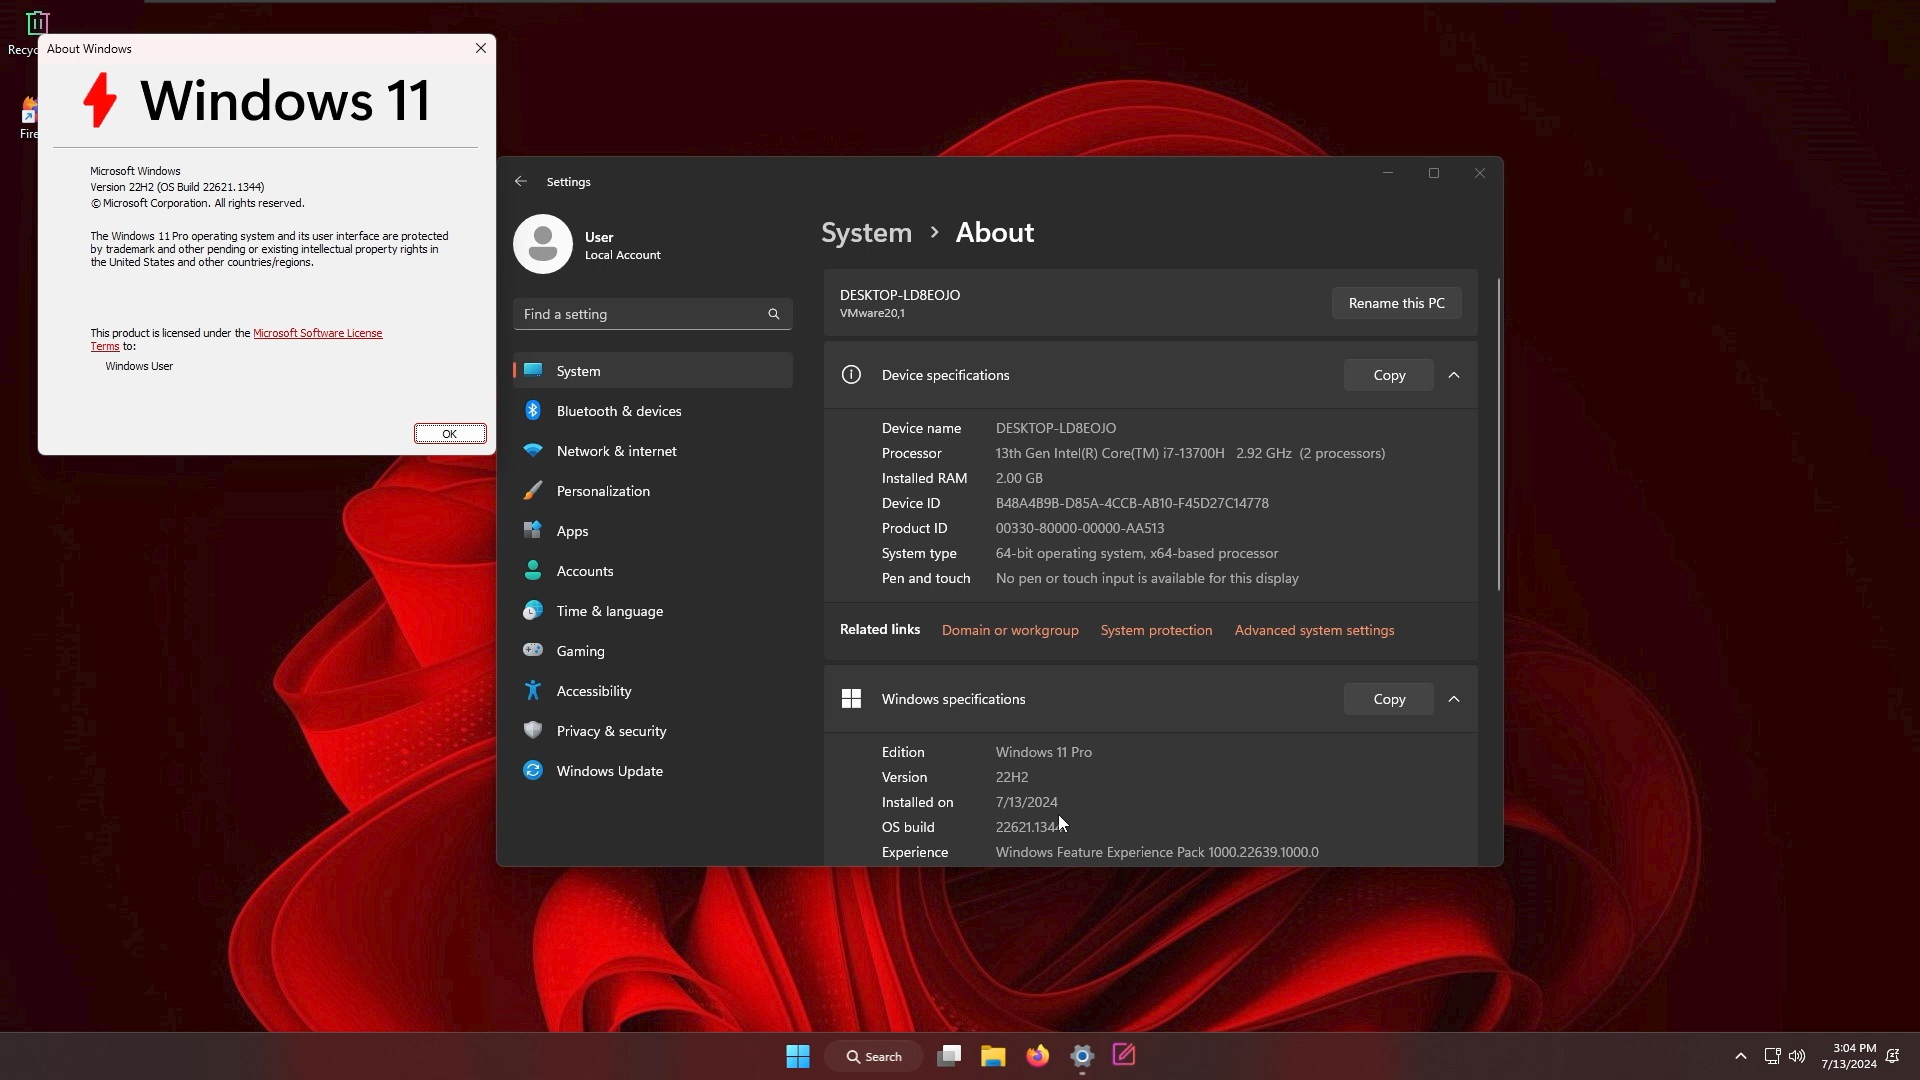 Recyc
Fire
About Windows
Windows 11
Microsoft Windows
Version 22H2 (OS Build 22621.1344)
© Microsoft Corporation. All rights reserved.
The Windows 11 Pro operating system and its user interface are protected
by trademark and other pending or existing intellectual property rights in
the United States and other countries/regions.
This product is licensed under the Microsoft Software License
Terms to:
Windows User
OK
Settings
User
Local Account
Find a setting
System
Bluetooth & devices
Network & internet
Personalization
Apps
Accounts
Time & language
Gaming
Accessibility
Privacy & security
Windows Update
System > About
DESKTOP-LD8EOJO
VMware20,1
Rename this PC
Device specifications
Copy
Device name DESKTOP-LD8EOJO
Processor 13th Gen Intel(R) Core(TM) i7-13700H 2.92 GHz (2 processors)
Installed RAM 2.00 GB
Device ID B48A4B9B-D85A-4CCB-AB10-F45D27C14778
Product ID 00330-80000-00000-AA513
System type 64-bit operating system, x64-based processor
Pen and touch No pen or touch input is available for this display
Related links Domain or workgroup System protection Advanced system settings
Windows specifications
Copy
Edition Windows 11 Pro
Version 22H2
Installed on 7/13/2024
OS build 22621.1344
Experience Windows Feature Experience Pack 1000.22639.1000.0
Search
3:04 PM
7/13/2024